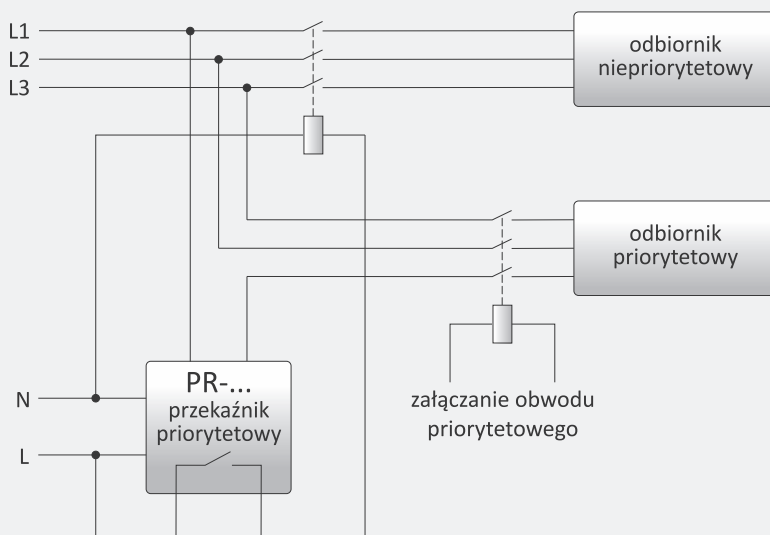 L1
L2
L3
odbiornik
niepriorytetowy
odbiornik
priorytetowy
PR-...
przekaźnik
priorytetowy
N
L
załączanie obwodu
priorytetowego